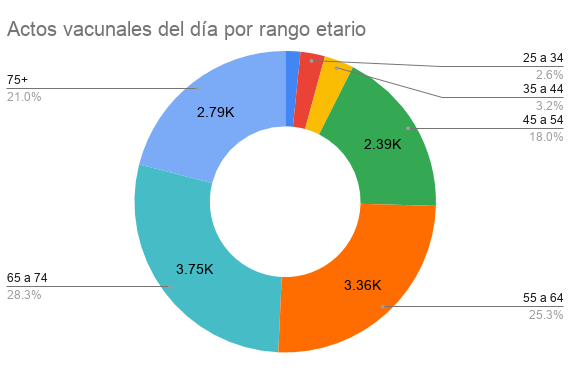 Actos vacunales del día por rango etario
25 a 34
2.6%
35 a 44
3.2%
45 a 54
18.0%
75+
21.0%
2.79K
2.39K
3.75K
3.36K
65 a 74
28.3%
55 a 64
25.3%